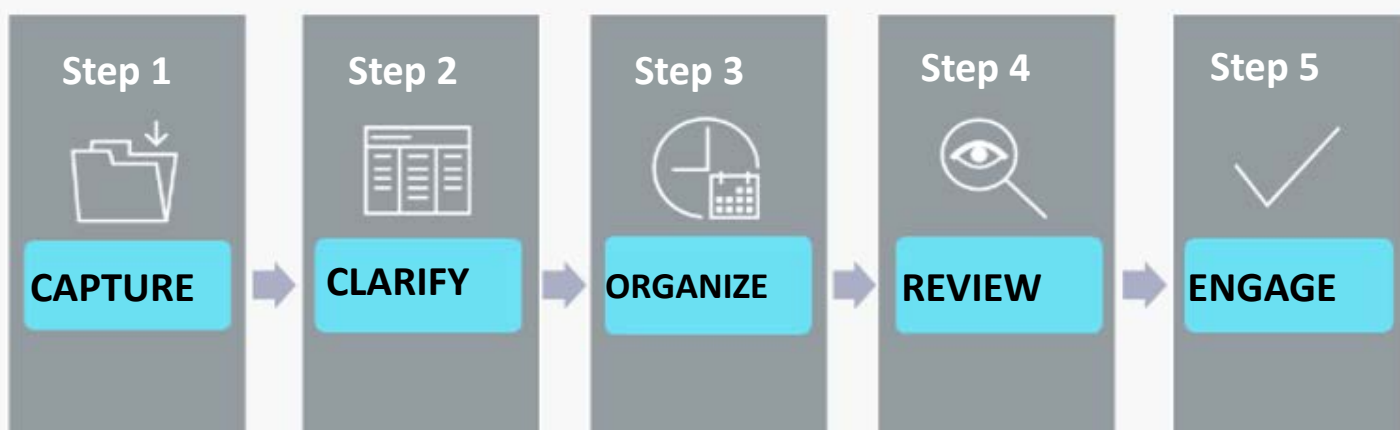 Step 1
CAPTURE
Step 2
CLARIFY
Step 3
ORGANIZE
Step 4
REVIEW
Step 5
ENGAGE